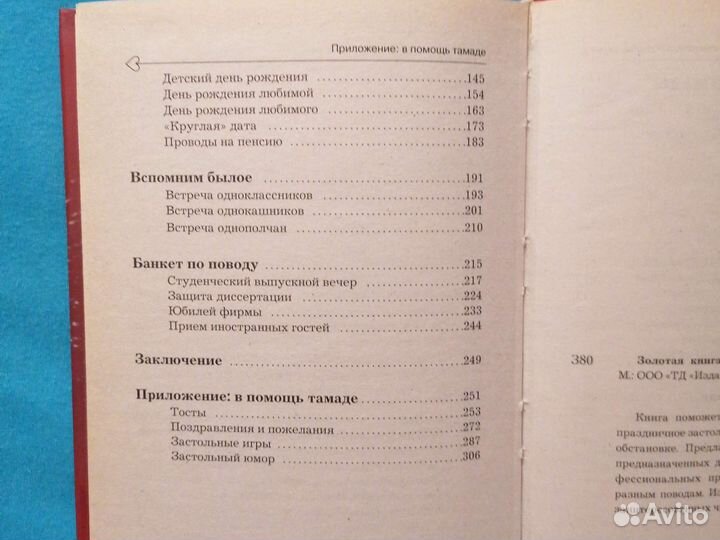 Приложение: в помощь тамаде
Детский день рождения ........ 145
День рождения любимой ........ 154
День рождения любимого ........ 163
«Круглая» дата ........ 173
Проводы на пенсию ........ 183
Вспомним былое ........ 191
Встреча одноклассников ........ 193
Встреча однокашников ........ 201
Встреча однополчан ........ 210
Банкет по поводу ........ 215
Студенческий выпускной вечер ........ 217
Защита диссертации ........ 224
Юбилей фирмы ........ 233
Прием иностранных гостей ........ 244
Заключение ........ 249
Приложение: в помощь тамаде ........ 251
Тосты ........ 253
Поздравления и пожелания ........ 272
Застольные игры ........ 287
Застольный юмор ........ 306
380 Золотая книга
М.: ООО «ТД «Изда
Книга поможет
праздничное застол
обстановке. Предла
предназначенных д
фессиональных пр
разным поводам. Из
Avito